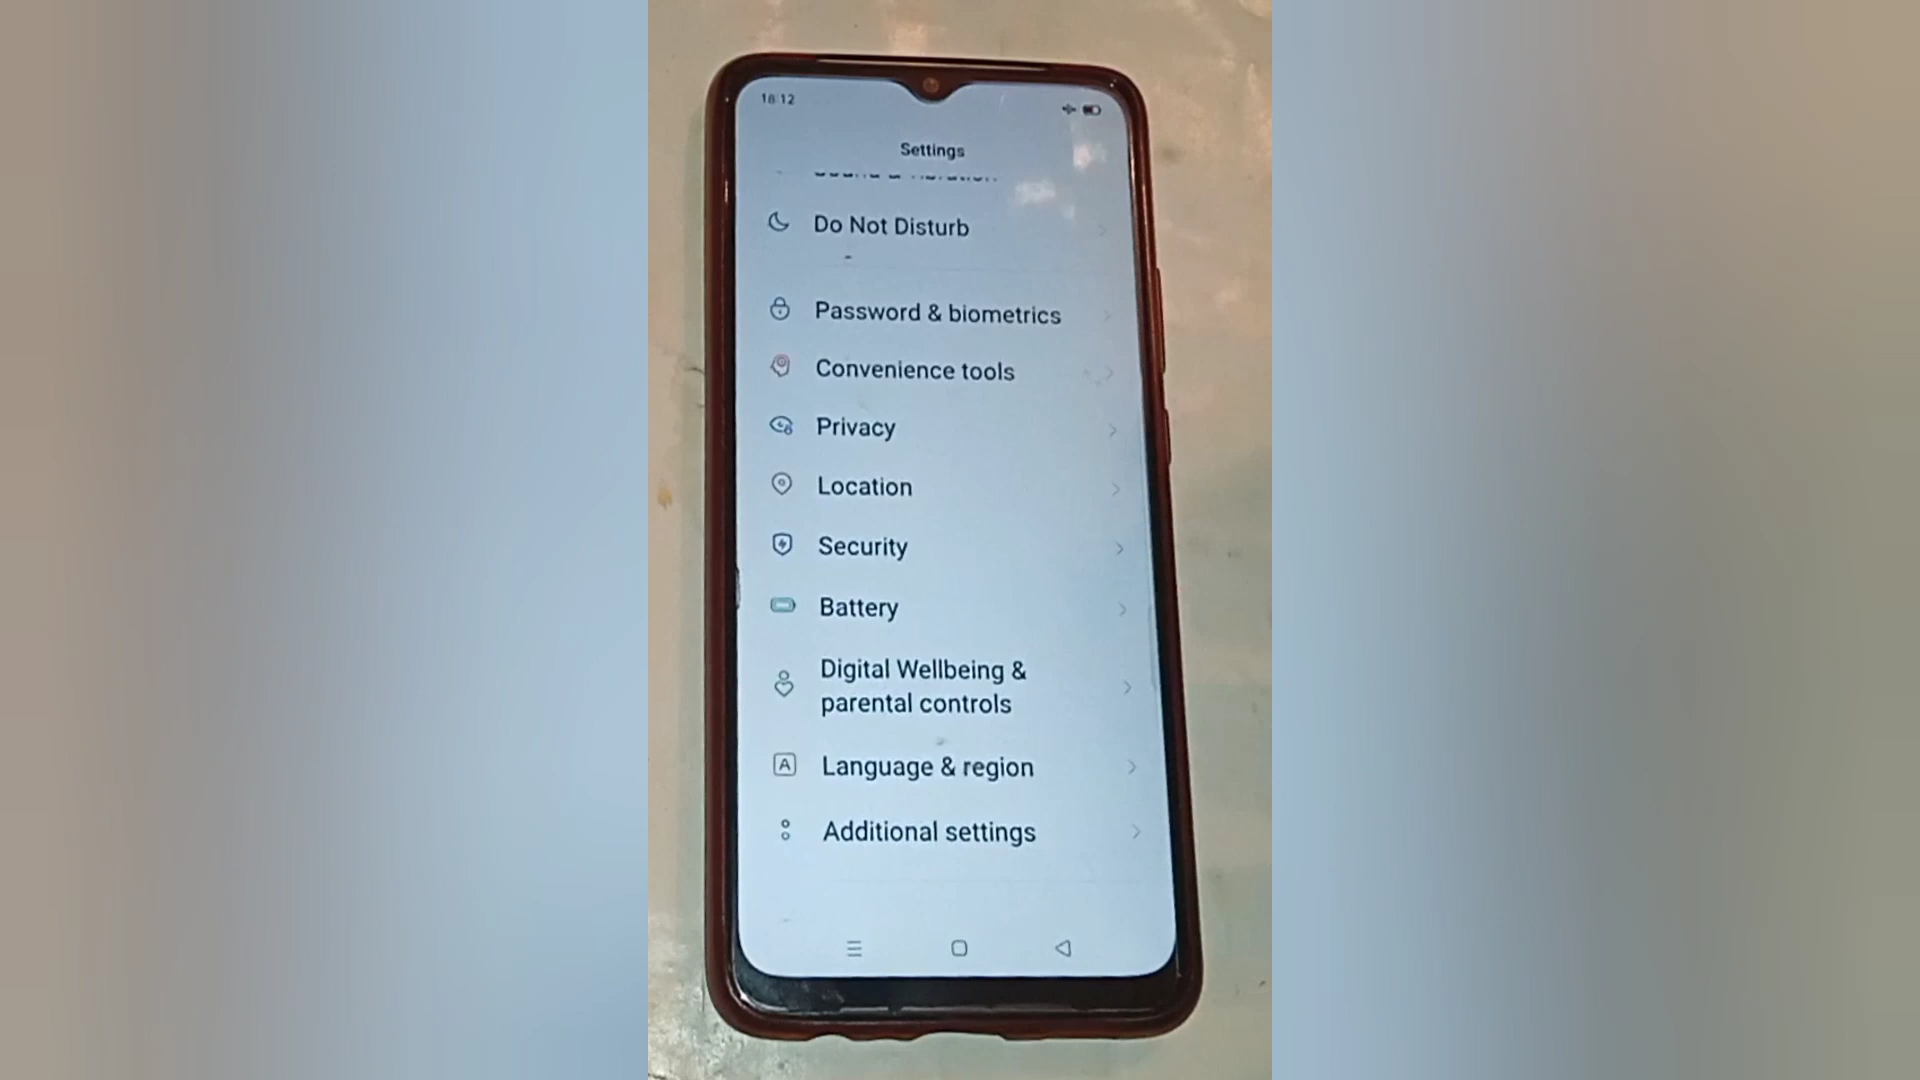 18:12
Settings
Do Not Disturb
Password & biometrics
Convenience tools
Privacy
Location
Security
Battery
Digital Wellbeing &
parental controls
A Language & region
Additional settings